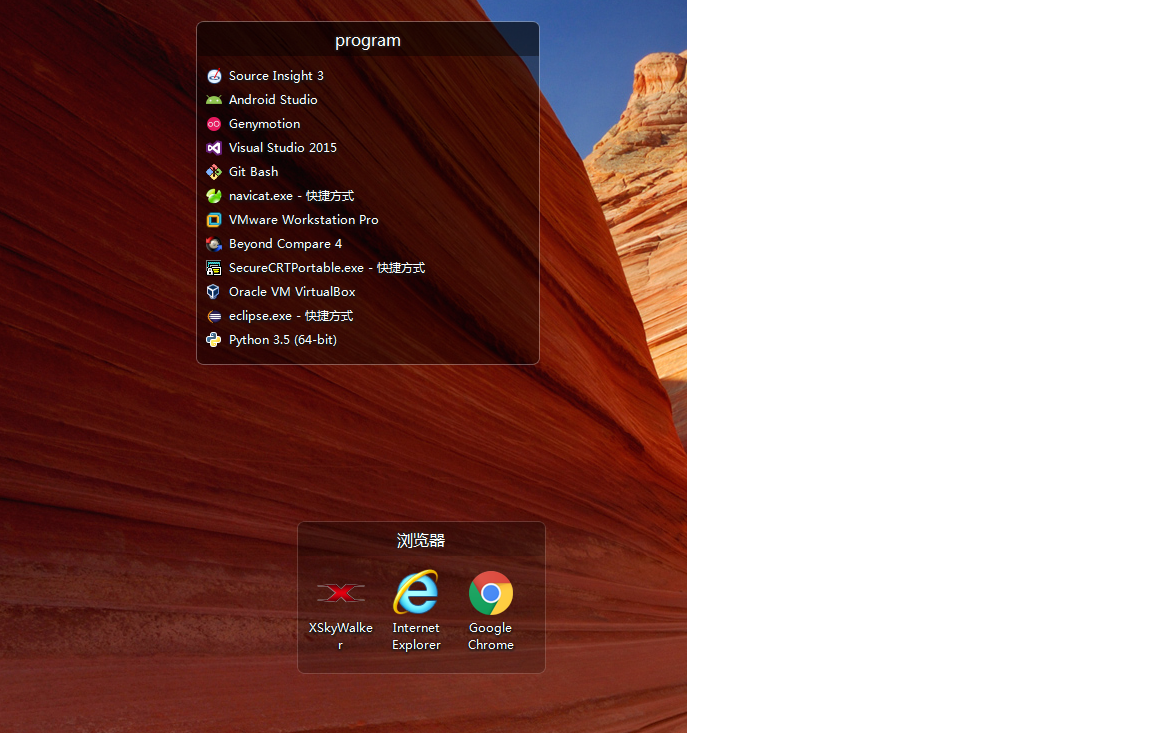 program
Source Insight 3
Android Studio
Genymotion
Visual Studio 2015
Git Bash
navicat.exe - 快捷方式
VMware Workstation Pro
Beyond Compare 4
SecureCRTPortable.exe - 快捷方式
Oracle VM VirtualBox
eclipse.exe - 快捷方式
Python 3.5 (64-bit)
浏览器
XSkyWalke
r
Internet
Explorer
Google
Chrome